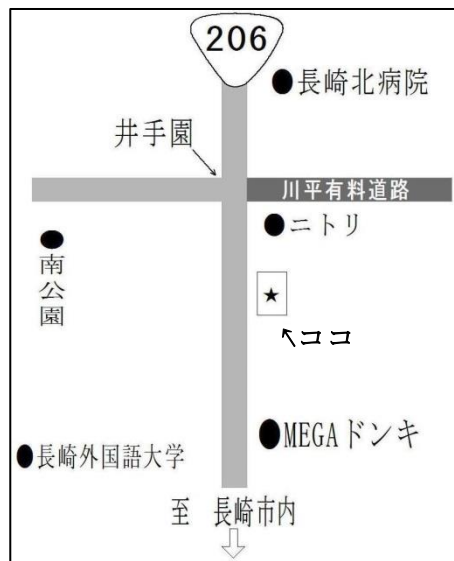 206
長崎北病院
井手園
川平有料道路
ニトリ
南公園
★
↖ココ
MEGAドンキ
長崎外国語大学
至 長崎市内